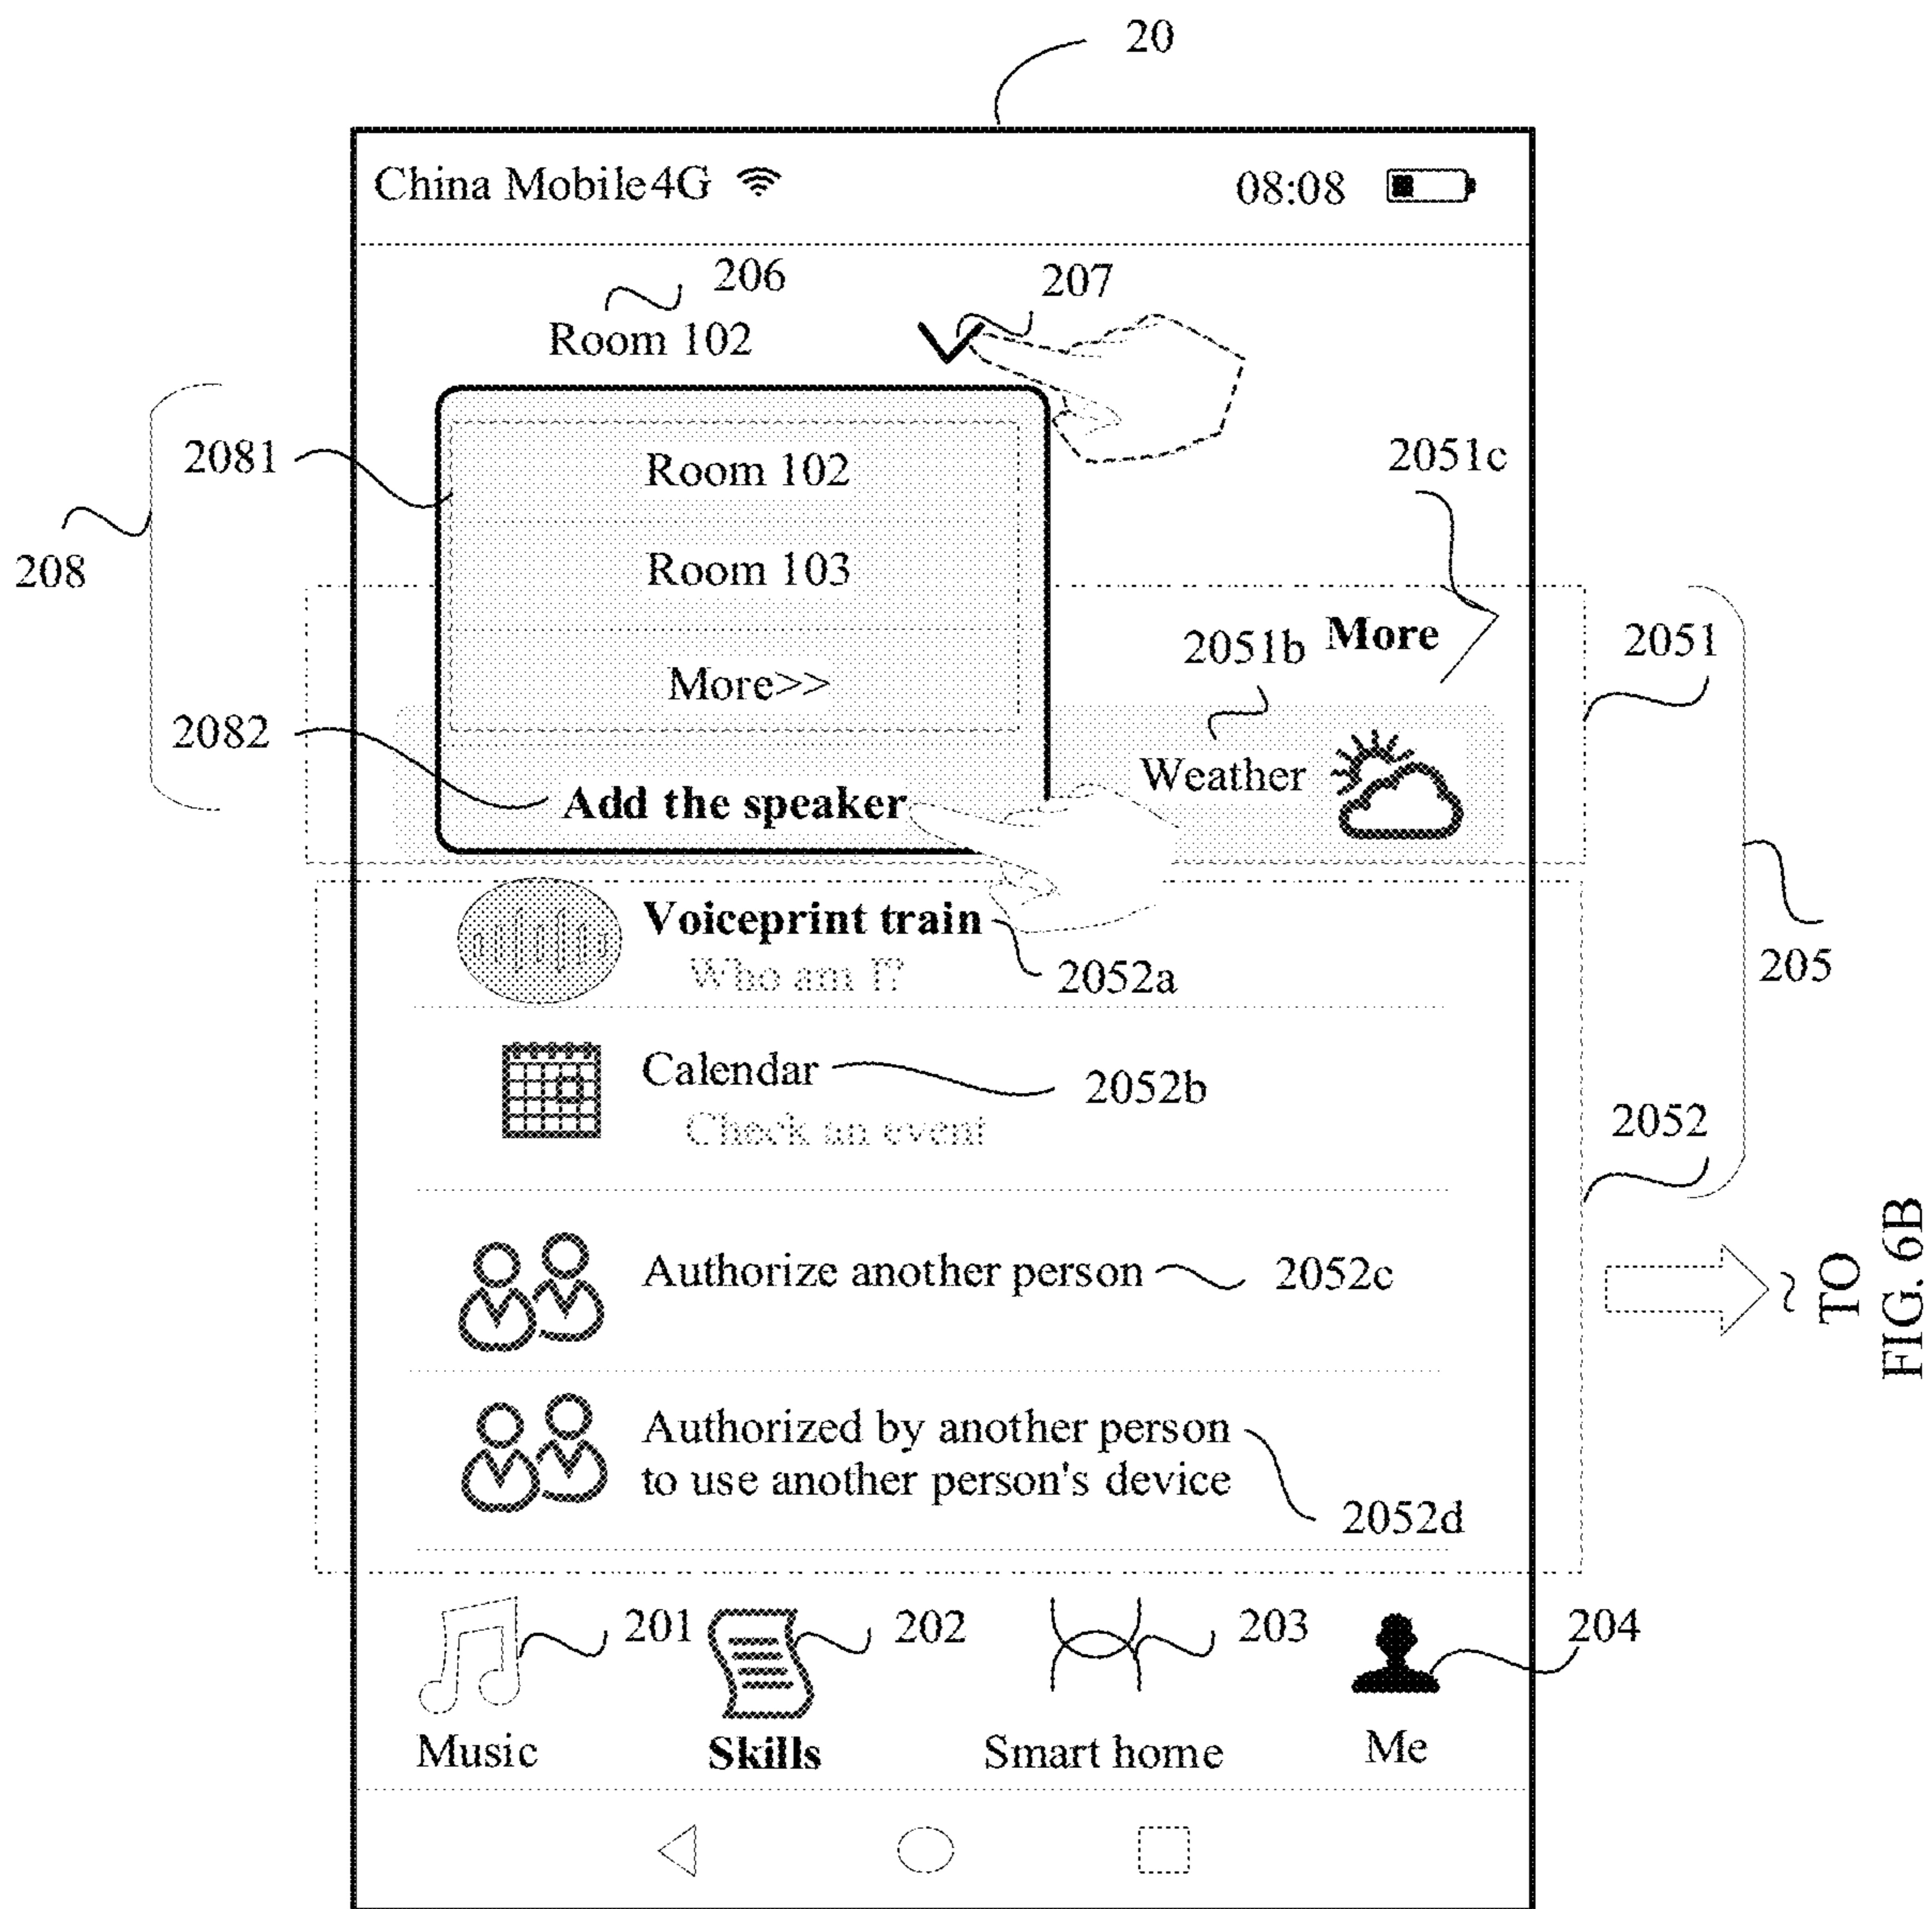 20
China Mobile 4G
08:08
206
207
Room 102
2081
Room 102
2051c
208
Room 103
2051b
More
2051
More>>
2082
Weather
Add the speaker
Voiceprint train
Who am I?
2052a
205
Calendar
2052b
Check an event
2052
Authorize another person
2052c
TO
FIG. 6B
Authorized by another person
to use another person's device
2052d
201
202
203
204
Music
Skills
Smart home
Me